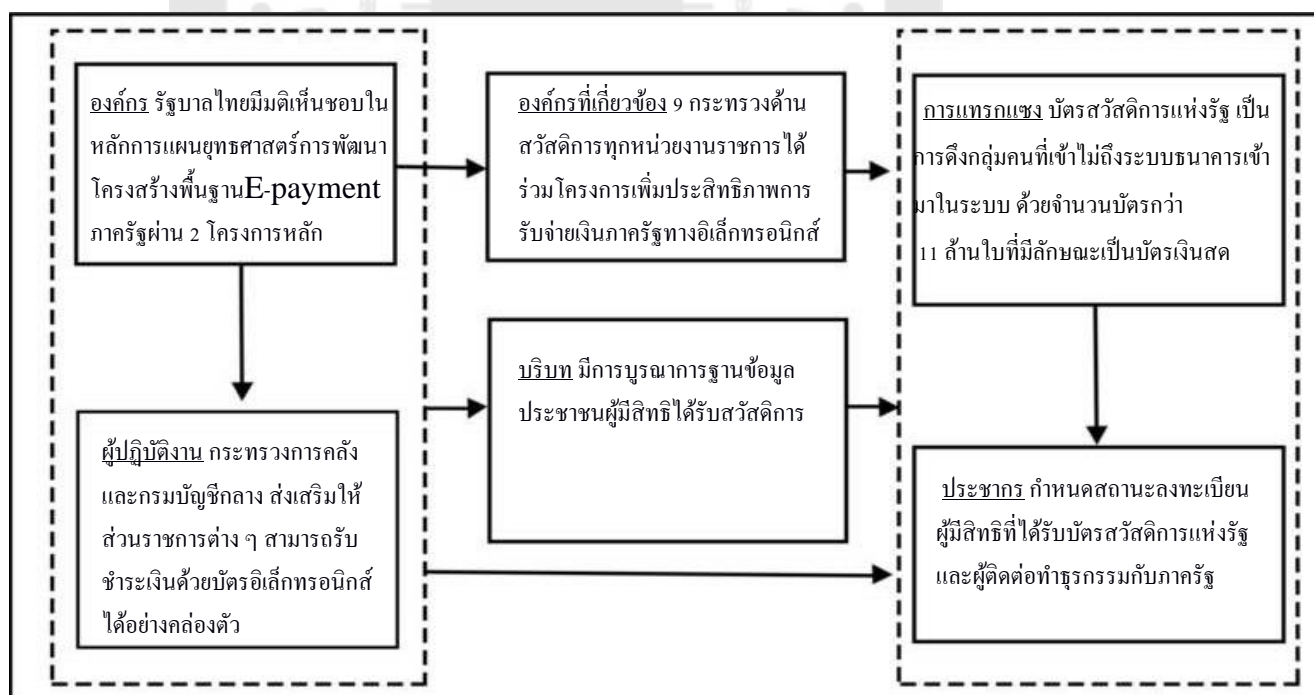 องค์กร รัฐบาลไทยมีมติเห็นชอบใน
หลักการแผนยุทธศาสตร์การพัฒนา
โครงสร้างพื้นฐานE-payment
ภาครัฐผ่าน 2 โครงการหลัก
องค์กรที่เกี่ยวข้อง 9 กระทรวงด้าน
สวัสดิการทุกหน่วยงานราชการได้
ร่วมโครงการเพิ่มประสิทธิภาพการ
รับจ่ายเงินภาครัฐทางอิเล็กทรอนิกส์
การแทรกแซง บัตรสวัสดิการแห่งรัฐ เป็น
การดึงกลุ่มคนที่เข้าไม่ถึงระบบธนาคารเข้า
มาในระบบ ด้วยจำนวนบัตรกว่า
11 ล้านใบที่มีลักษณะเป็นบัตรเงินสด
บริบท มีการบูรณาการฐานข้อมูล
ประชาชนผู้มีสิทธิได้รับสวัสดิการ
ผู้ปฏิบัติงาน กระทรวงการคลัง
และกรมบัญชีกลาง ส่งเสริมให้
ส่วนราชการต่าง ๆ สามารถรับ
ชำระเงินด้วยบัตรอิเล็กทรอนิกส์
ได้อย่างคล่องตัว
ประชากร กำหนดสถานะลงทะเบียน
ผู้มีสิทธิที่ได้รับบัตรสวัสดิการแห่งรัฐ
และผู้ติดต่อทำธุรกรรมกับภาครัฐ